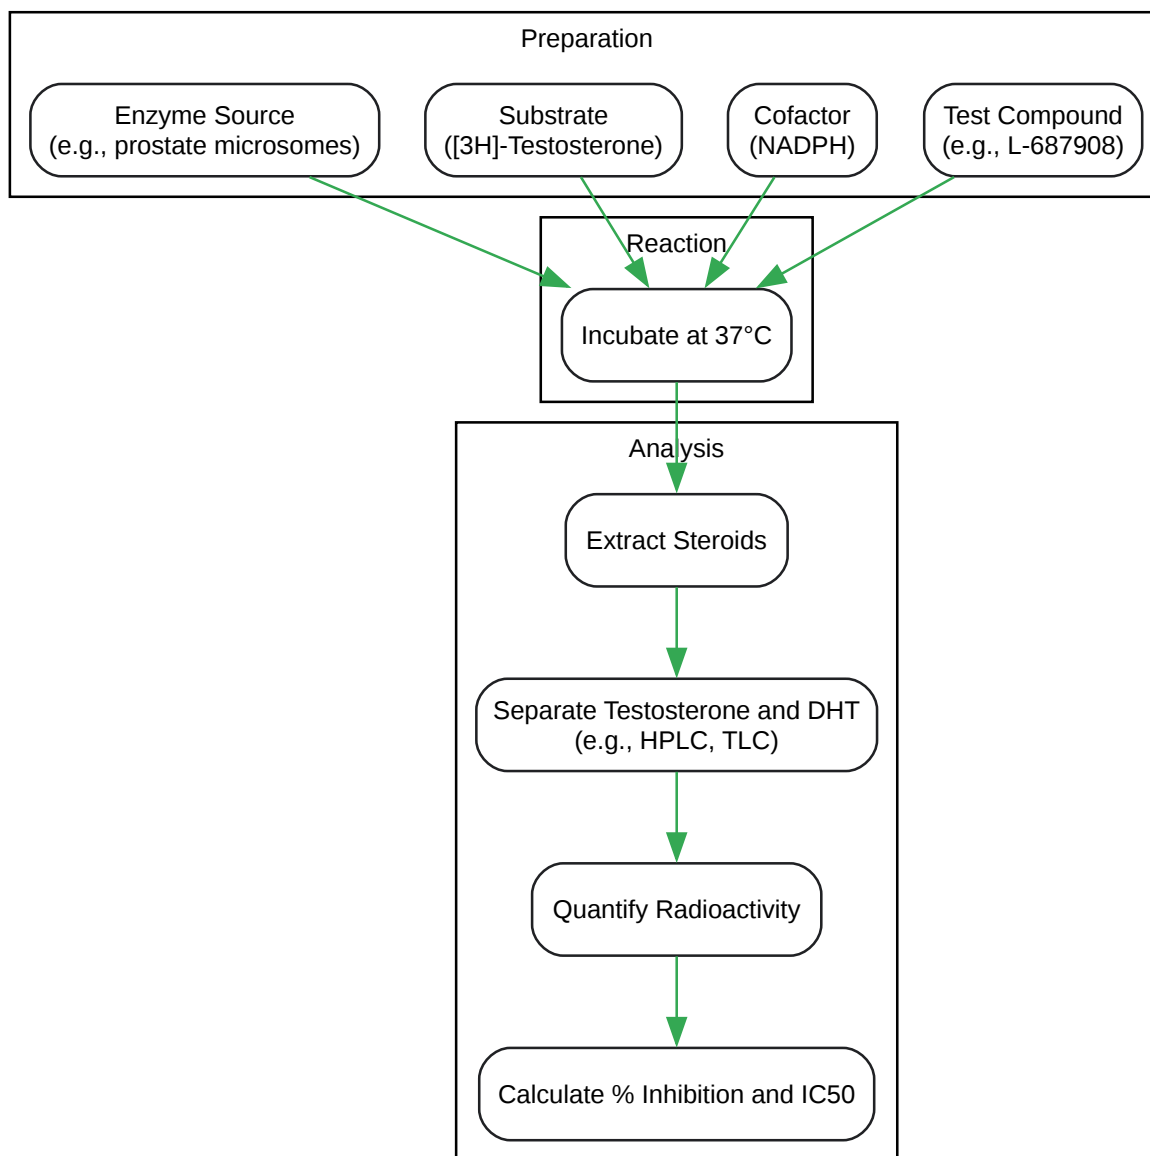 Preparation
Enzyme Source
(e.g., prostate microsomes)
Substrate
([3H]-Testosterone)
Cofactor
(NADPH)
Test Compound
(e.g., L-687908)
Reaction
Incubate at 37°C
Analysis
Extract Steroids
Separate Testosterone and DHT
(e.g., HPLC, TLC)
Quantify Radioactivity
Calculate % Inhibition and IC50